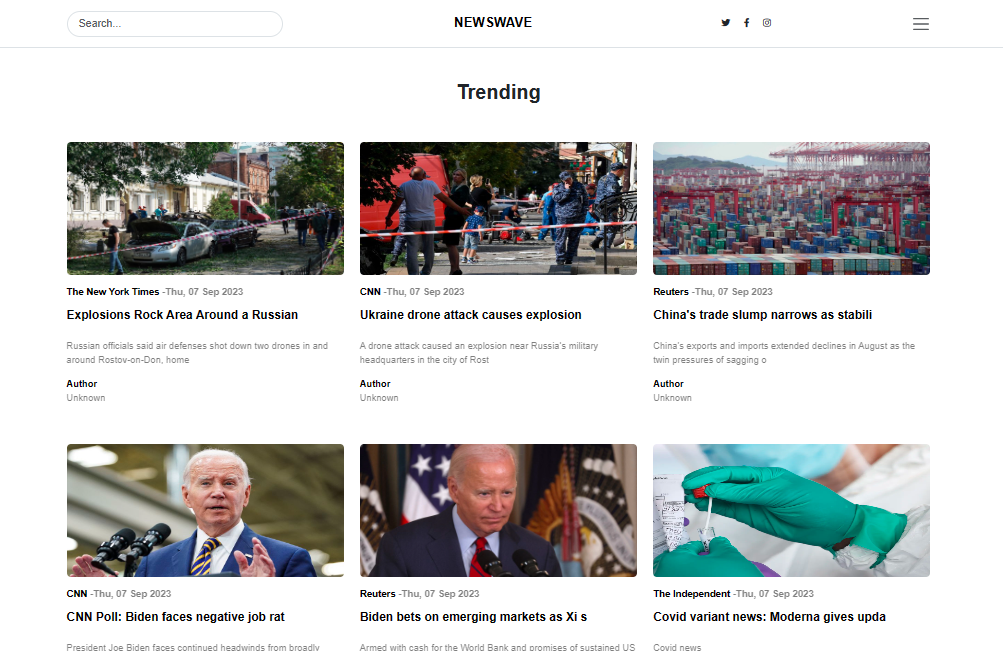 Search...
NEWSWAVE
Trending
The New York Times -Thu, 07 Sep 2023
Explosions Rock Area Around a Russian
Russian officials said air defenses shot down two drones in and
around Rostov-on-Don, home
Author
Unknown
CNN -Thu, 07 Sep 2023
Ukraine drone attack causes explosion
A drone attack caused an explosion near Russia's military
headquarters in the city of Rost
Author
Unknown
Reuters -Thu, 07 Sep 2023
China's trade slump narrows as stabili
China's exports and imports extended declines in August as the
twin pressures of sagging o
Author
Unknown
CNN -Thu, 07 Sep 2023
CNN Poll: Biden faces negative job rat
President Joe Biden faces continued headwinds from broadly
Reuters -Thu, 07 Sep 2023
Biden bets on emerging markets as Xi s
Armed with cash for the World Bank and promises of sustained US
The Independent -Thu, 07 Sep 2023
Covid variant news: Moderna gives upda
Covid news